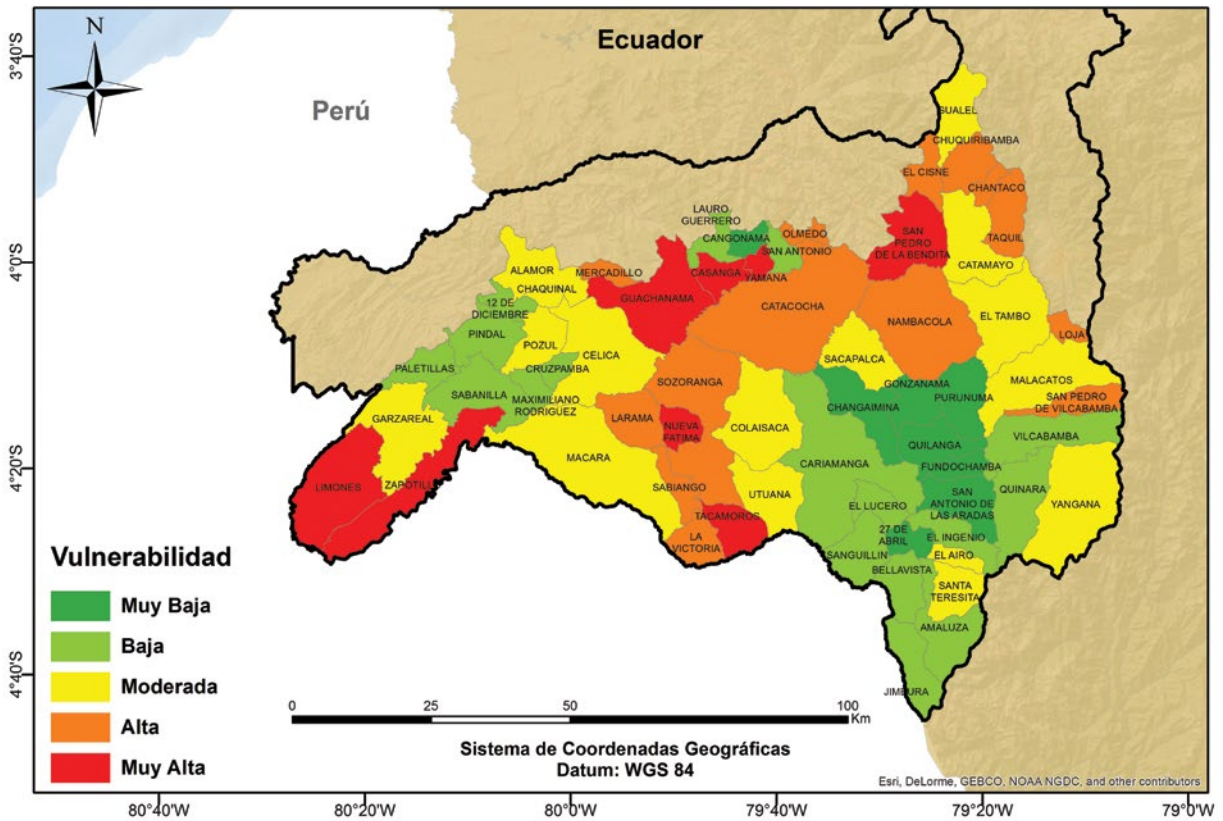 Ecuador
Perú
N
3°40'S
4°0'S
4°20'S
4°40'S
GUALEL
CHUQUIRIBAMBA
EL CISNE
CHANTACO
LAURO
GUERRERO
CANGONAMA
OLMEDO
SAN ANTONIO
SAN
PEDRO
DE LA BENDITA
TAQUIL
CATAMAYO
ALAMOR
MERCADILLO
CASANGA
YAMANA
CHAQUINAL
GUACHANAMA
12 DE
DICIEMBRE
CATACOCHA
NAMBACOLA
EL TAMBO
LOJA
PINDAL
POZUL
CELICA
SACAPALCA
PALETILLAS
CRUZPAMBA
SOZORANGA
GONZANAMA
MALACATOS
SABANILLA
MAXIMILIANO
RODRIGUEZ
CHANGAIMINA
PURUNUMA
SAN PEDRO
DE VILCABAMBA
GARZAREAL
LARAMA
NUEVA
FATIMA
COLAISACA
QUILANGA
VILCABAMBA
MACARA
CARIAMANGA
FUNDOCHAMBA
LIMONES
ZAPOTILL
SABIANGO
UTUANA
EL LUCERO
SAN
ANTONIO DE
LAS ARADAS
QUINARA
YANGANA
TACAMOROS
LA
VICTORIA
27 DE
ABRIL
EL INGENIO
SANGUILLIN
EL AIRO
BELLAVISTA
SANTA
TERESITA
AMALUZA
JIMBURA
Vulnerabilidad
Muy Baja
Baja
Moderada
Alta
Muy Alta
0 25 50 100
Km
Sistema de Coordenadas Geográficas
Datum: WGS 84
Esri, DeLorme, GEBCO, NOAA NGDC, and other contributors
80°40'W 80°20'W 80°0'W 79°40'W 79°20'W 79°0'W